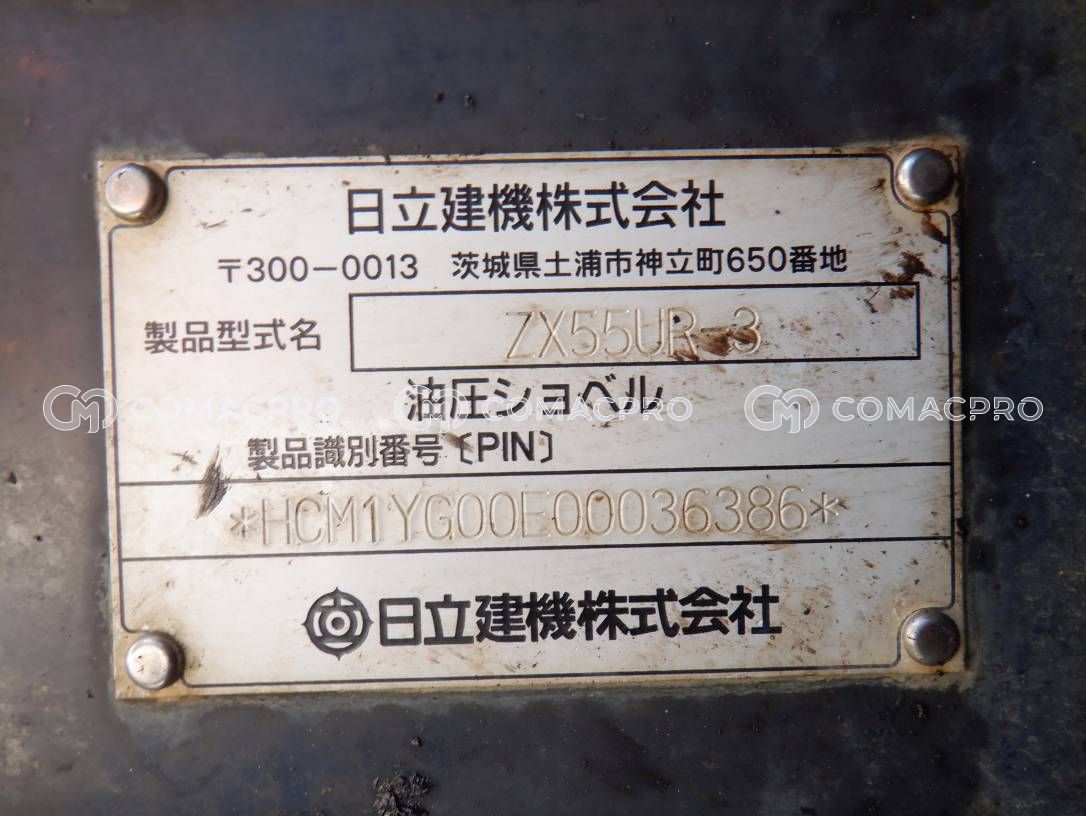 日立建機株式会社
〒300-0013 茨城県土浦市神立町650番地
製品型式名 ZX55UR-3
油圧ショベル
COMACPRO COMACPRO COMACPRO
製品識別番号〔PIN〕
*HCM1YG00E00036386*
日立建機株式会社